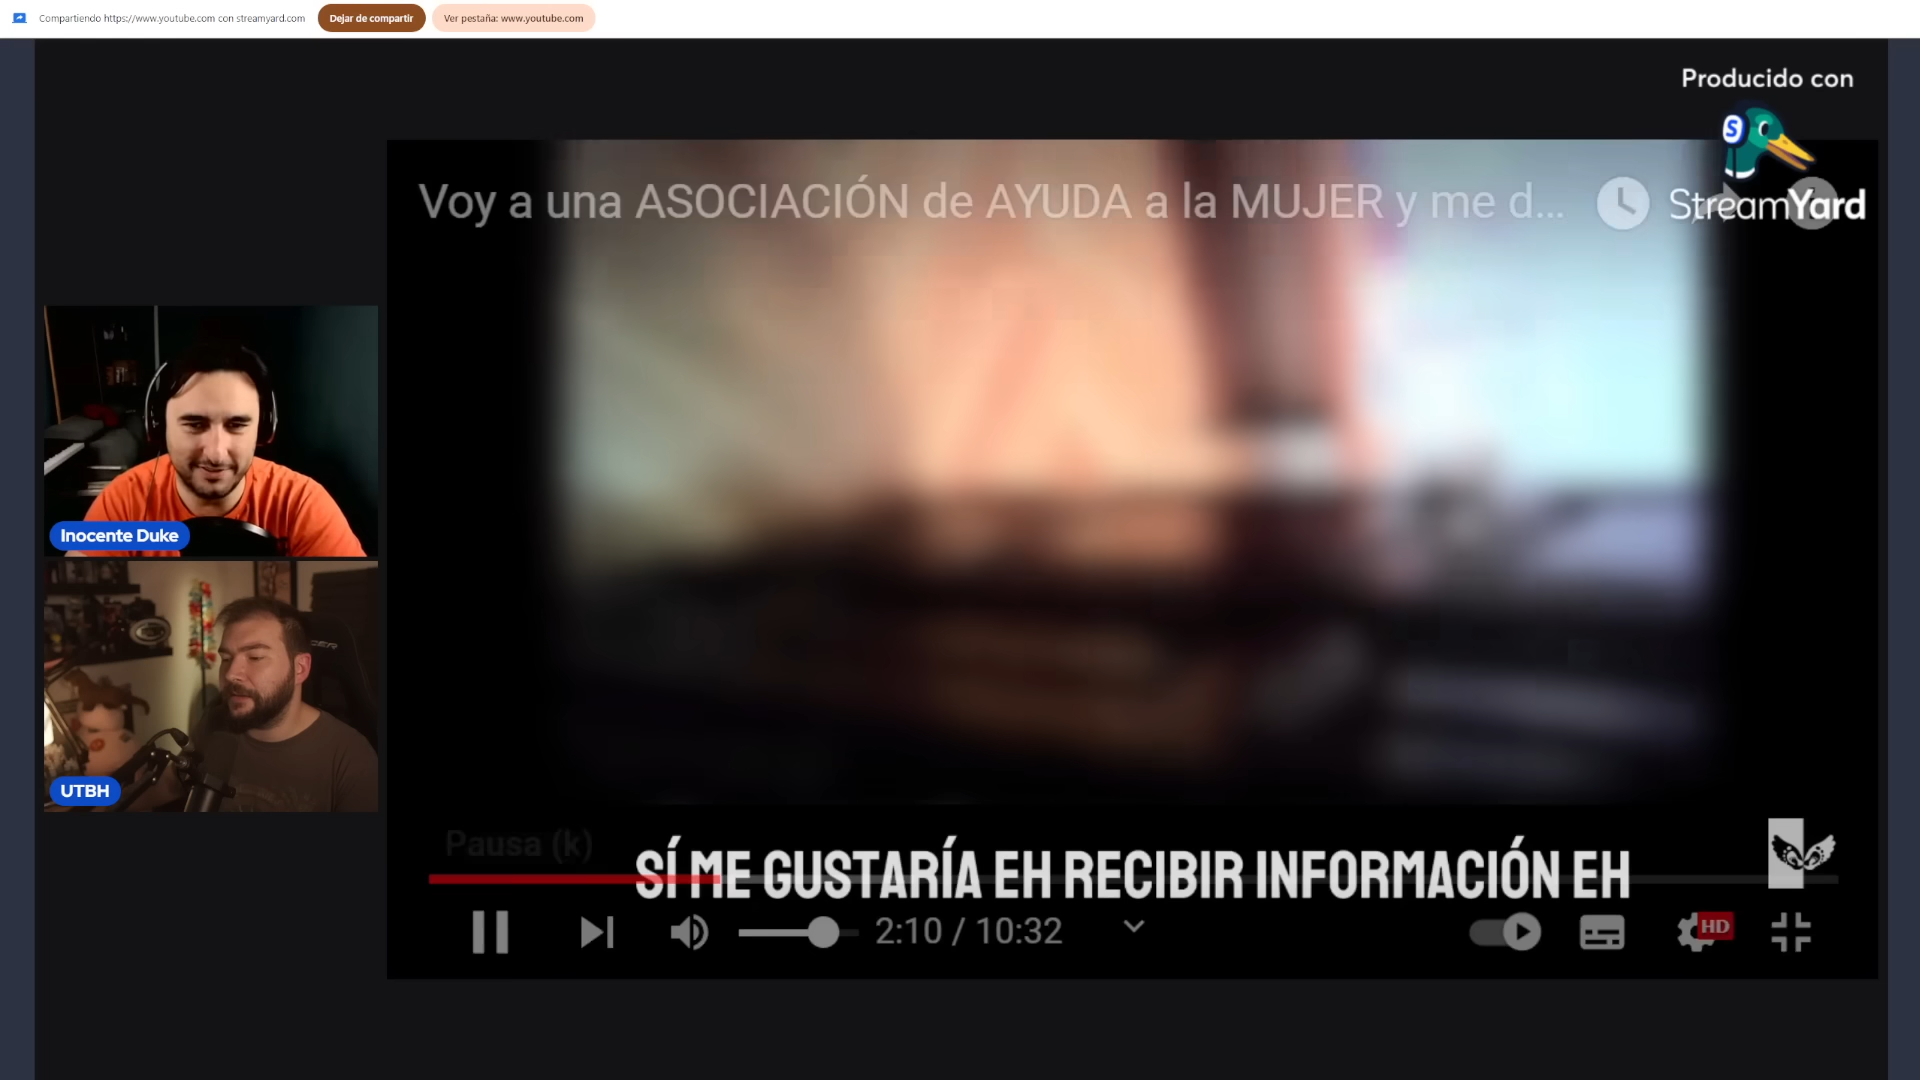 Compartiendo https://www.youtube.com con streamyard.com
Dejar de compartir
Ver pestaña: www.youtube.com
Producido con
S
StreamYard
Voy a una ASOCIACIÓN de AYUDA a la MUJER y me d...
Inocente Duke
UTBH
Pausa (k)
SÍ ME GUSTARÍA EH RECIBIR INFORMACIÓN EH
2:10 / 10:32
HD